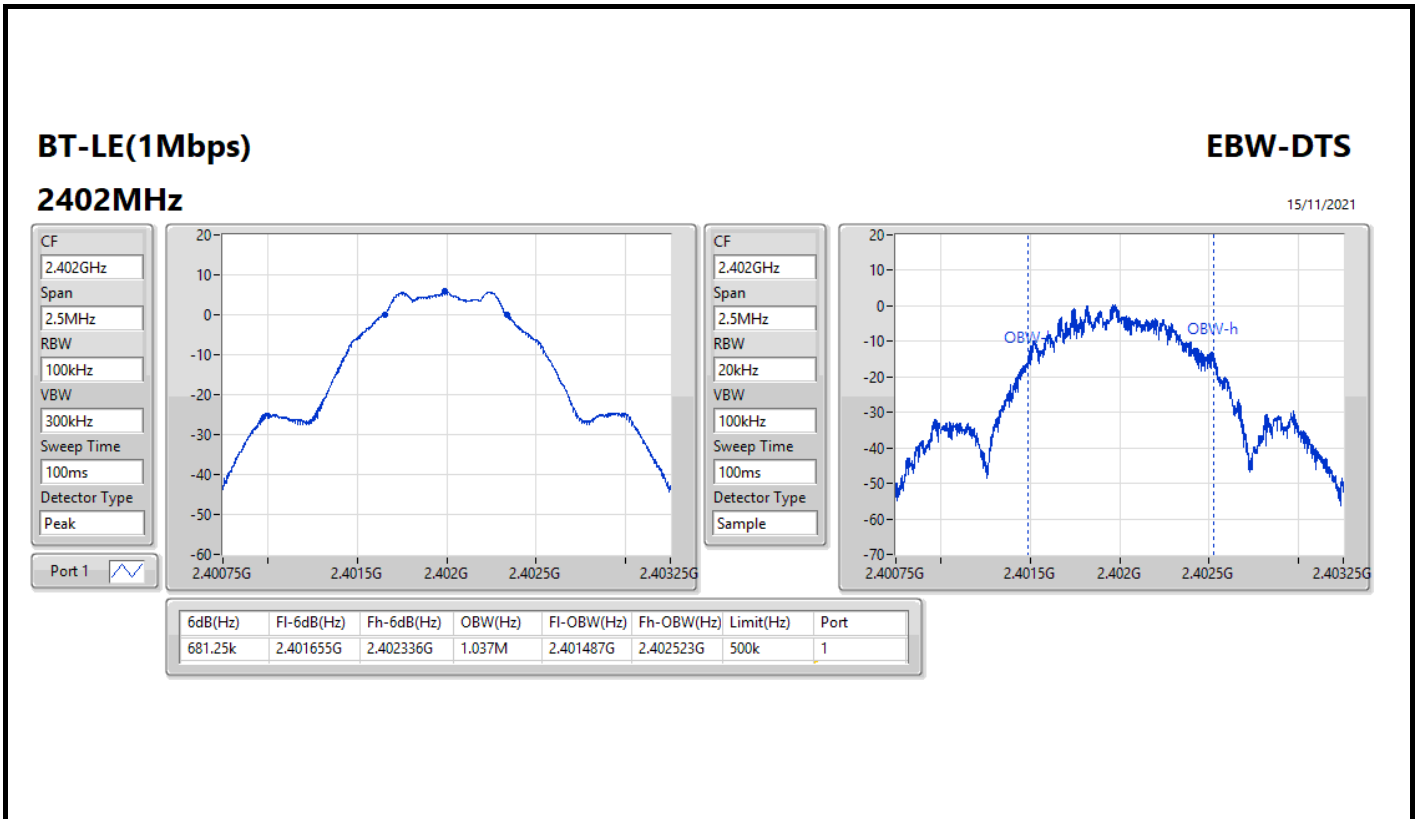 BT-LE(1Mbps)
EBW-DTS
2402MHz
15/11/2021
CF
2.402GHz
Span
2.5MHz
RBW
100kHz
VBW
300kHz
Sweep Time
100ms
Detector Type
Peak
Port 1
20
10
0
-10
-20
-30
-40
-50
-60
2.40075G 2.4015G 2.402G 2.4025G 2.40325G
CF
2.402GHz
Span
2.5MHz
RBW
20kHz
VBW
100kHz
Sweep Time
100ms
Detector Type
Sample
20
10
0
-10
-20
-30
-40
-50
-60
-70
OBW-l
OBW-h
2.40075G 2.4015G 2.402G 2.4025G 2.40325G
6dB(Hz) Fl-6dB(Hz) Fh-6dB(Hz) OBW(Hz) Fl-OBW(Hz) Fh-OBW(Hz) Limit(Hz) Port
681.25k 2.401655G 2.402336G 1.037M 2.401487G 2.402523G 500k 1